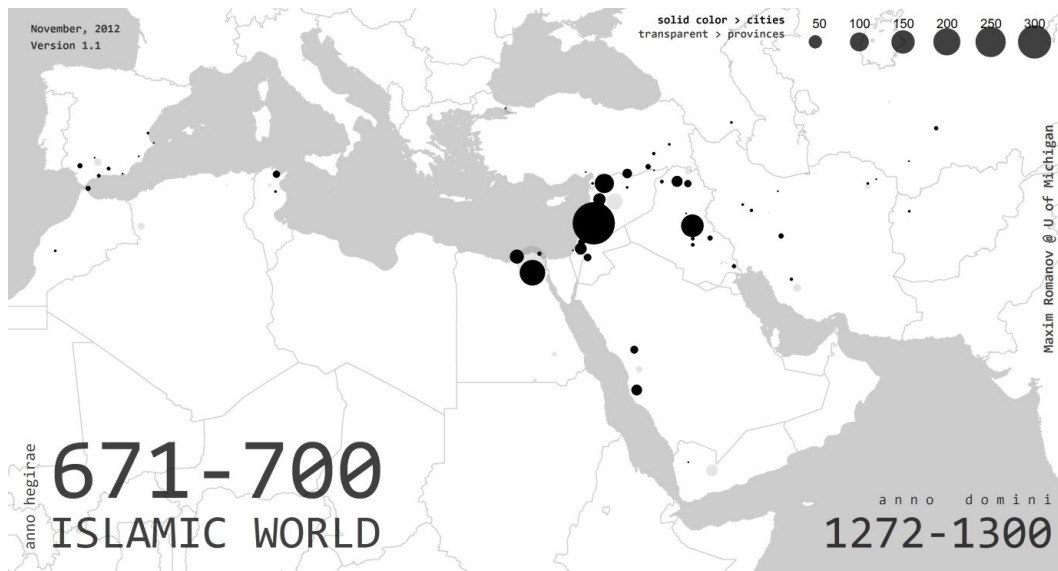 November, 2012
Version 1.1
solid color > cities
transparent > provinces
50 100 150 200 250 300
Maxim Romanov @ U of Michigan
anno hegirae
671-700
ISLAMIC WORLD
anno domini
1272-1300